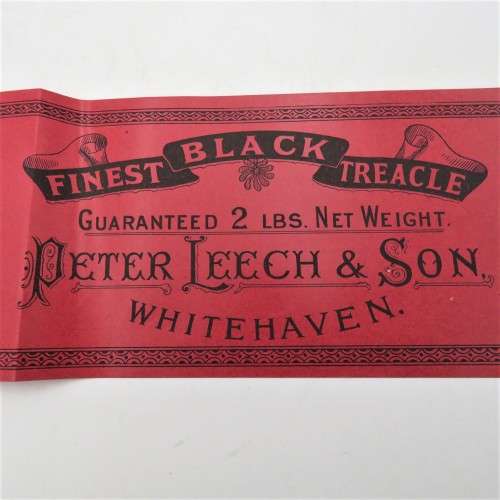 FINEST BLACK TREACLE
GUARANTEED 2 LBS. NET WEIGHT.
PETER LEECH & SON,
WHITEHAVEN.